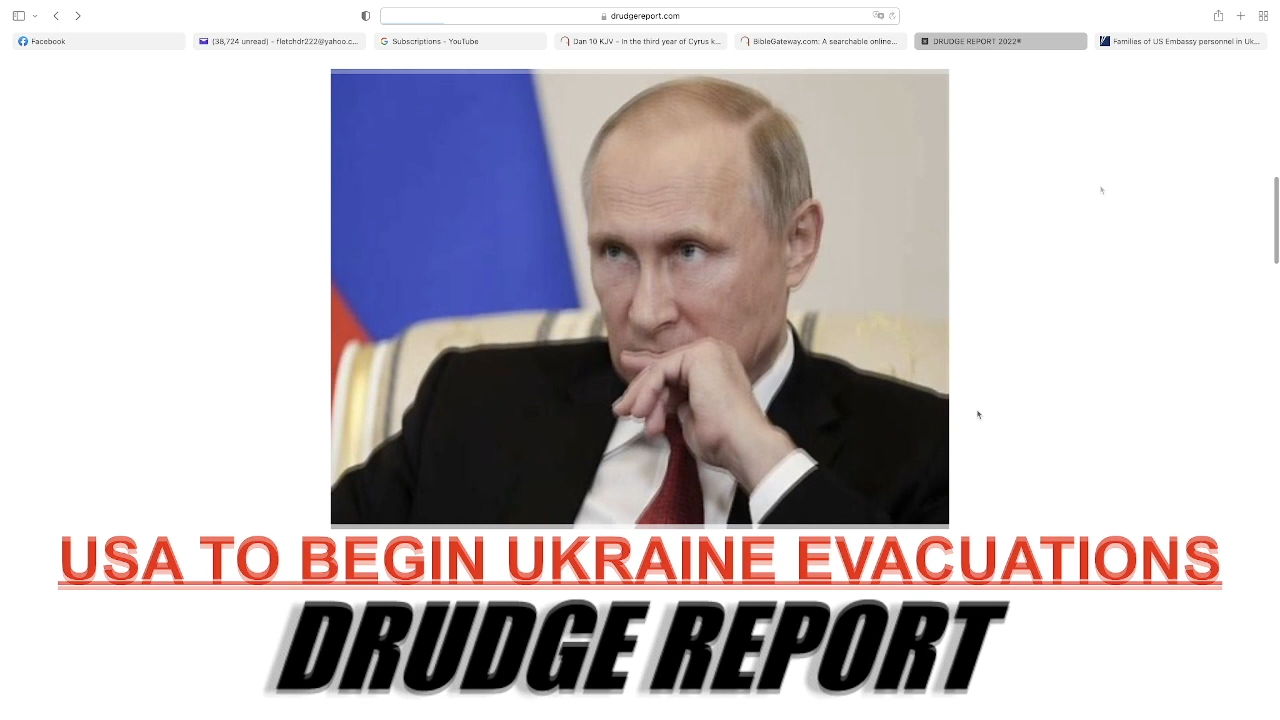 drudgereport.com
Facebook
(38,724 unread) - fletchdr222@yahoo.c...
Subscriptions - YouTube
Dan 10 KJV - In the third year of Cyrus k...
BibleGateway.com: A searchable online...
DRUDGE REPORT 2022®
Families of US Embassy personnel in Uk...
USA TO BEGIN UKRAINE EVACUATIONS
DRUDGE REPORT